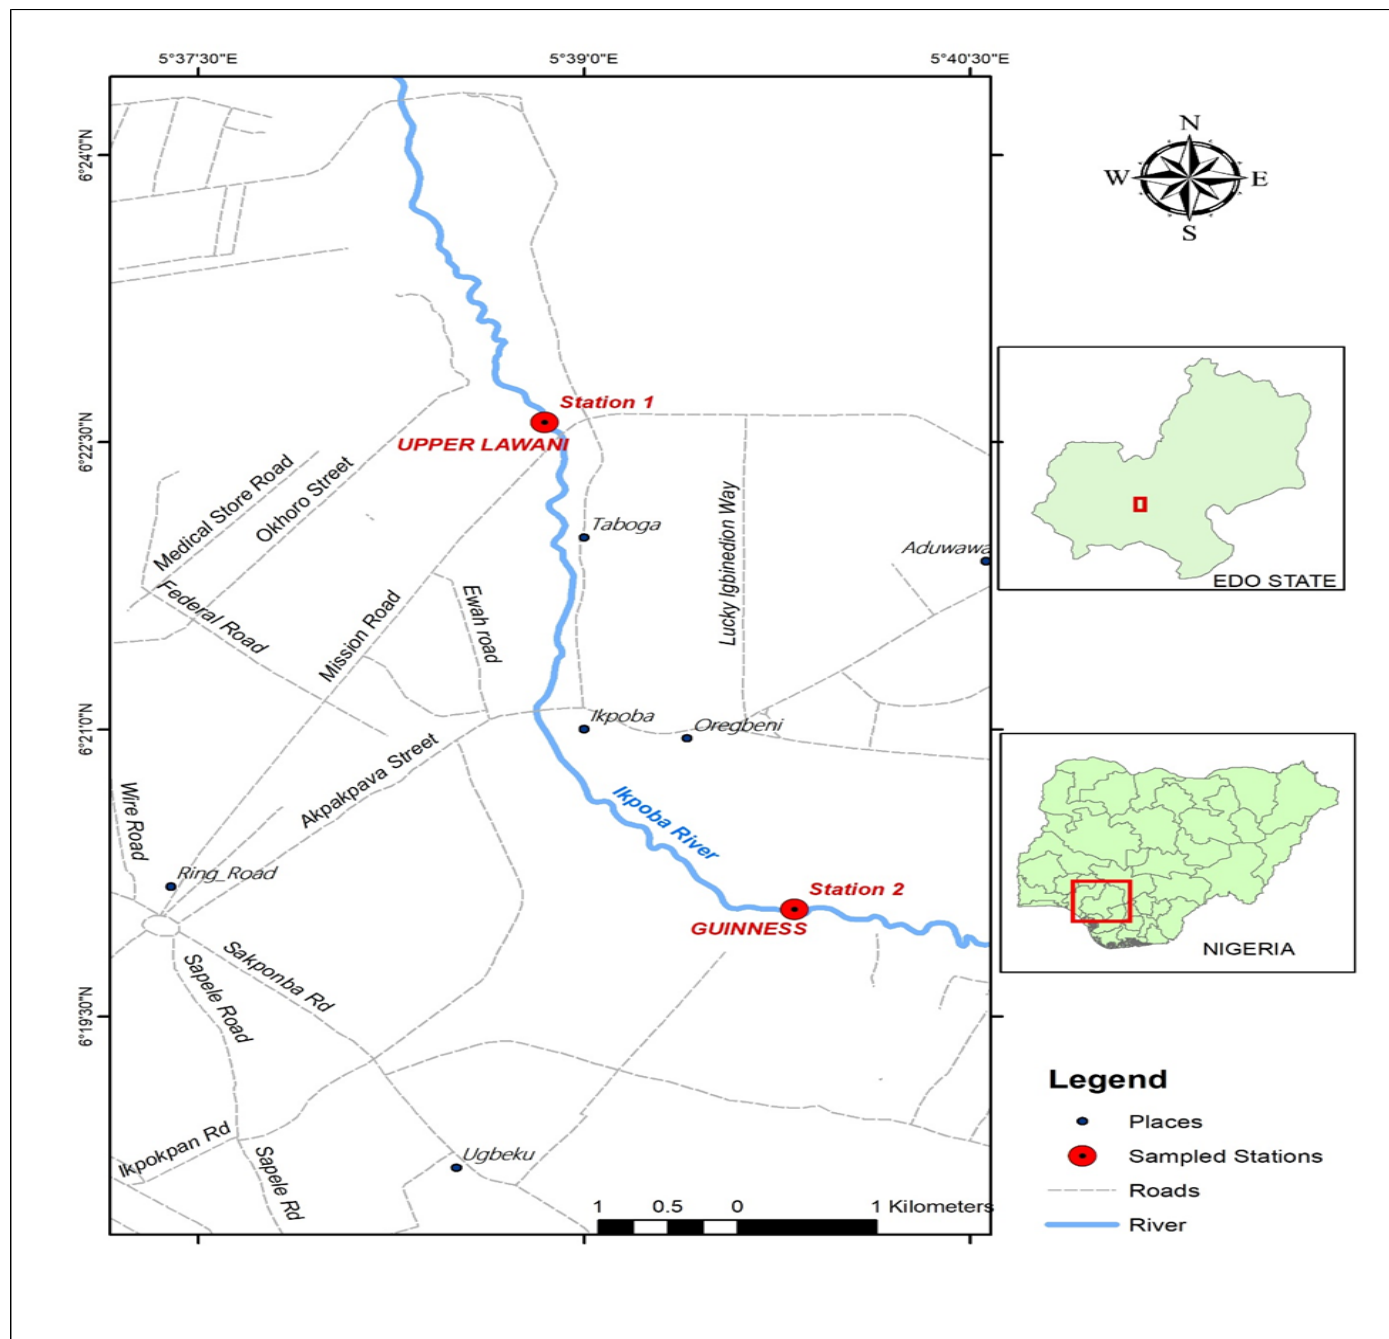 5°37'30"E
5°39'0"E
5°40'30"E
6°24'0"N
6°22'30"N
6°21'0"N
6°19'30"N
N
W
E
S
Station 1
UPPER LAWANI
Medical Store Road
Okhoro Street
Taboga
Lucky Igbinedion Way
Aduwawa
Federal Road
Mission Road
Ewah road
Ikpoba
Oregbeni
Akpakpava Street
Wire Road
Ikpoba River
Ring_Road
Station 2
GUINNESS
Sakponba Rd
Sapele Road
Ikpokpan Rd
Sapele Rd
Ugbeku
1 0.5 0 1 Kilometers
EDO STATE
NIGERIA
Legend
Places
Sampled Stations
Roads
River